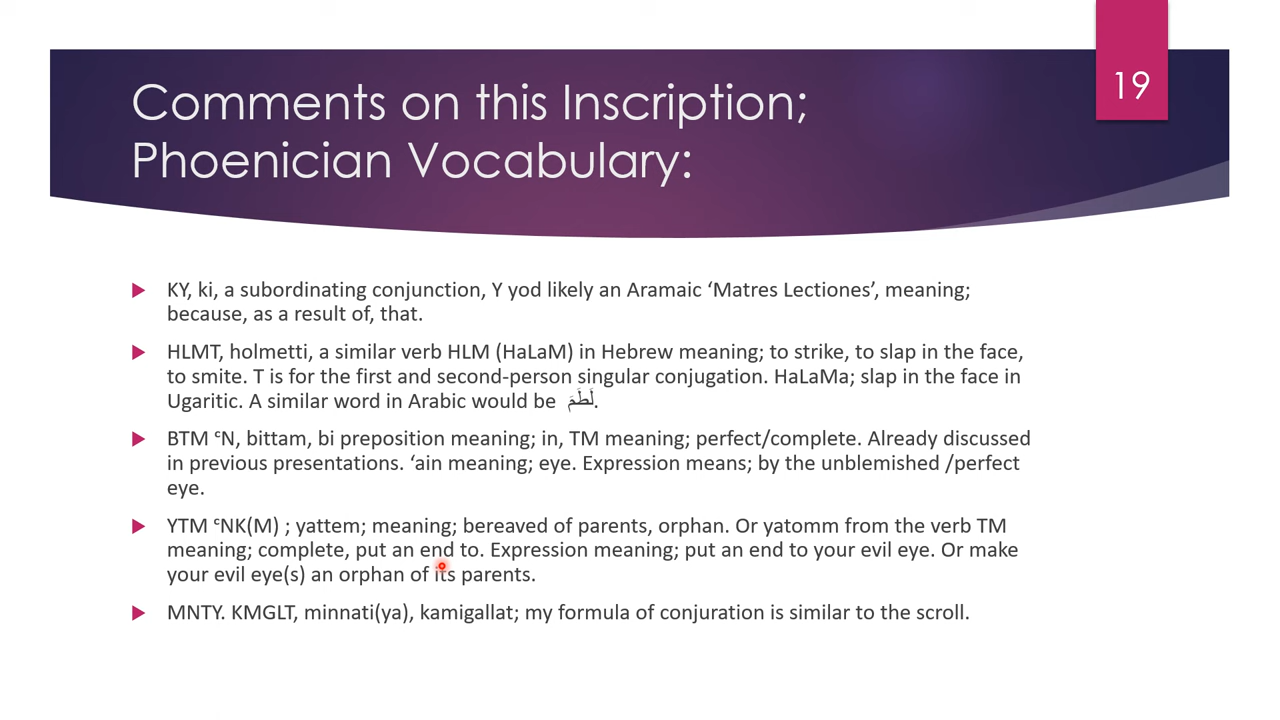 19
Comments on this Inscription;
Phoenician Vocabulary:
KY, ki, a subordinating conjunction, Y yod likely an Aramaic ‘Matres Lectiones’, meaning;
because, as a result of, that.
HLMT, holmetti, a similar verb HLM (HaLaM) in Hebrew meaning; to strike, to slap in the face,
to smite. T is for the first and second-person singular conjugation. HaLaMa; slap in the face in
Ugaritic. A similar word in Arabic would be لَطَمَ.
BTM ᶜN, bittam, bi preposition meaning; in, TM meaning; perfect/complete. Already discussed
in previous presentations. ‘ain meaning; eye. Expression means; by the unblemished /perfect
eye.
YTM ᶜNK(M) ; yattem; meaning; bereaved of parents, orphan. Or yatomm from the verb TM
meaning; complete, put an end to. Expression meaning; put an end to your evil eye. Or make
your evil eye(s) an orphan of its parents.
MNTY. KMGLT, minnati(ya), kamigallat; my formula of conjuration is similar to the scroll.